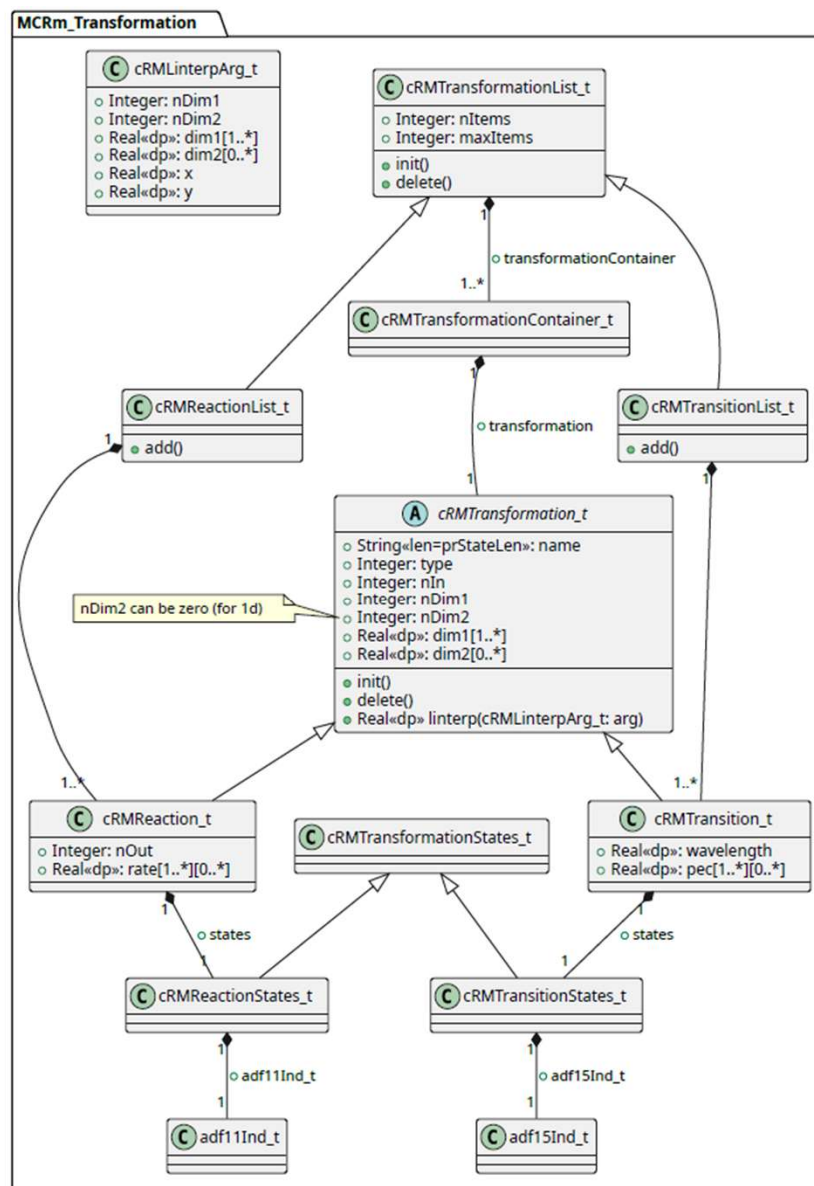 MCRm_Transformation
C cRMLinterpArg_t
Integer: nDim1
Integer: nDim2
Real«dp»: dim1[1..*]
Real«dp»: dim2[0..*]
Real«dp»: x
Real«dp»: y
C cRMTransformationList_t
Integer: nItems
Integer: maxItems
init()
delete()
1
transformationContainer
1..*
C cRMTransformationContainer_t
1
transformation
1
C cRMReactionList_t
add()
1
C cRMTransitionList_t
add()
1
A cRMTransformation_t
String«len=prStateLen»: name
Integer: type
Integer: nIn
Integer: nDim1
Integer: nDim2
Real«dp»: dim1[1..*]
Real«dp»: dim2[0..*]
init()
delete()
Real«dp» linterp(cRMLinterpArg_t: arg)
nDim2 can be zero (for 1d)
1..*
1..*
C cRMReaction_t
Integer: nOut
Real«dp»: rate[1..*][0..*]
C cRMTransformationStates_t
C cRMTransition_t
Real«dp»: wavelength
Real«dp»: pec[1..*][0..*]
1
states
1
1
states
1
C cRMReactionStates_t
C cRMTransitionStates_t
1
adf11Ind_t
1
1
adf15Ind_t
1
C adf11Ind_t
C adf15Ind_t